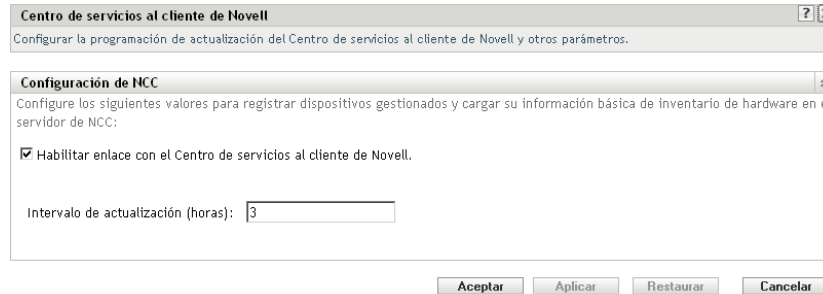 Centro de servicios al cliente de Novell
?
Configurar la programación de actualización del Centro de servicios al cliente de Novell y otros parámetros.
Configuración de NCC
Configure los siguientes valores para registrar dispositivos gestionados y cargar su información básica de inventario de hardware en
servidor de NCC:
Habilitar enlace con el Centro de servicios al cliente de Novell.
Intervalo de actualización (horas): 3
Aceptar Aplicar Restaurar Cancelar